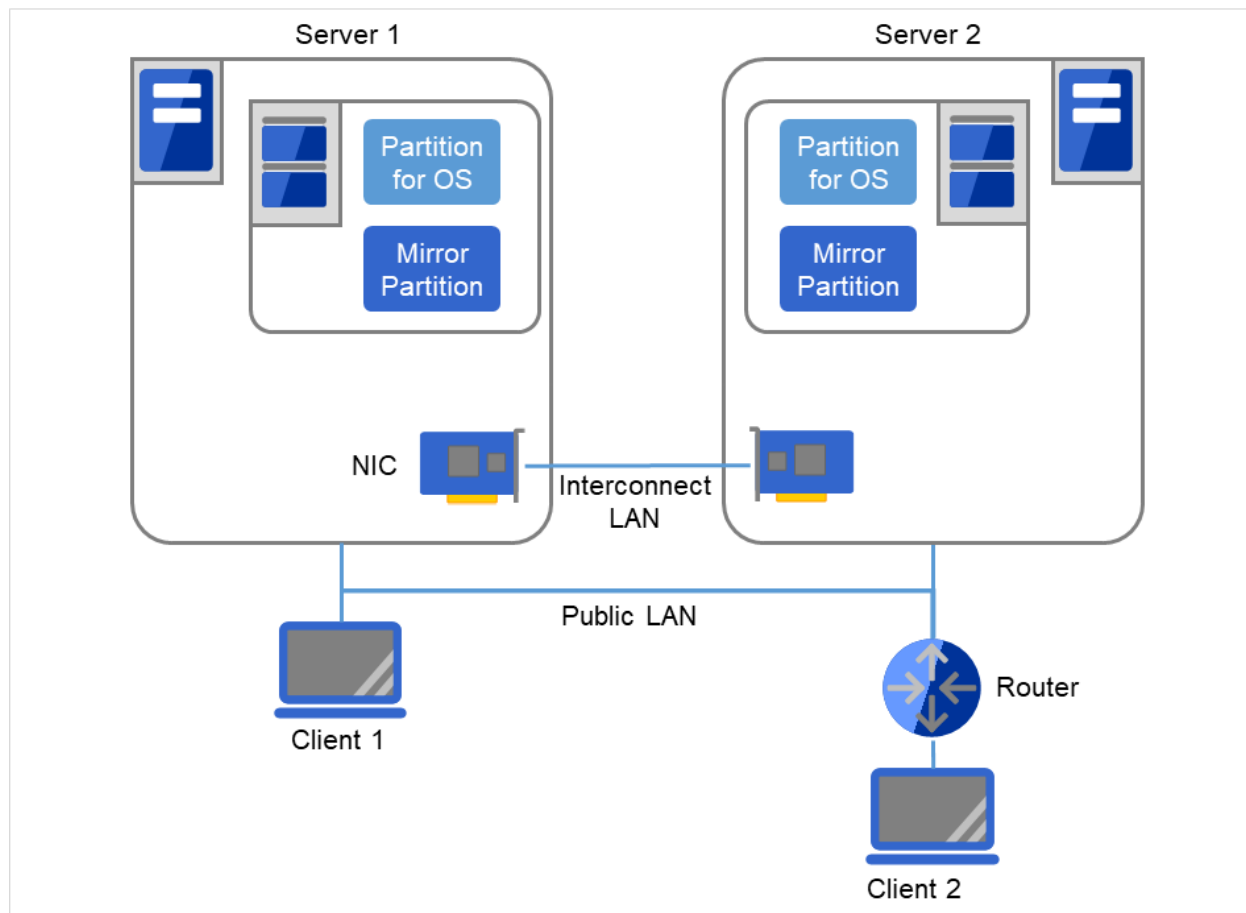 Server 1
Server 2
Partition
for OS
Mirror
Partition
Partition
for OS
Mirror
Partition
NIC
Interconnect
LAN
Public LAN
Client 1
Router
Client 2